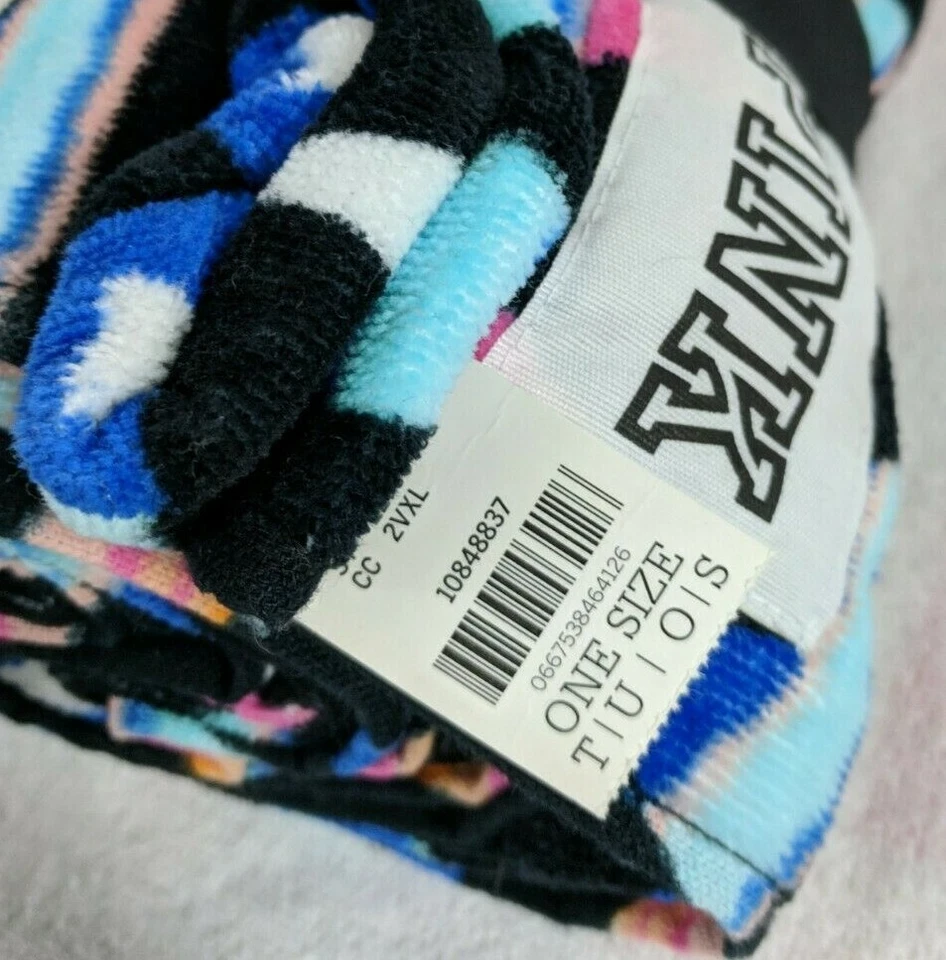 PINK
CC 2VXL
10848837
0667538464126
ONE SIZE
T|U | O|S